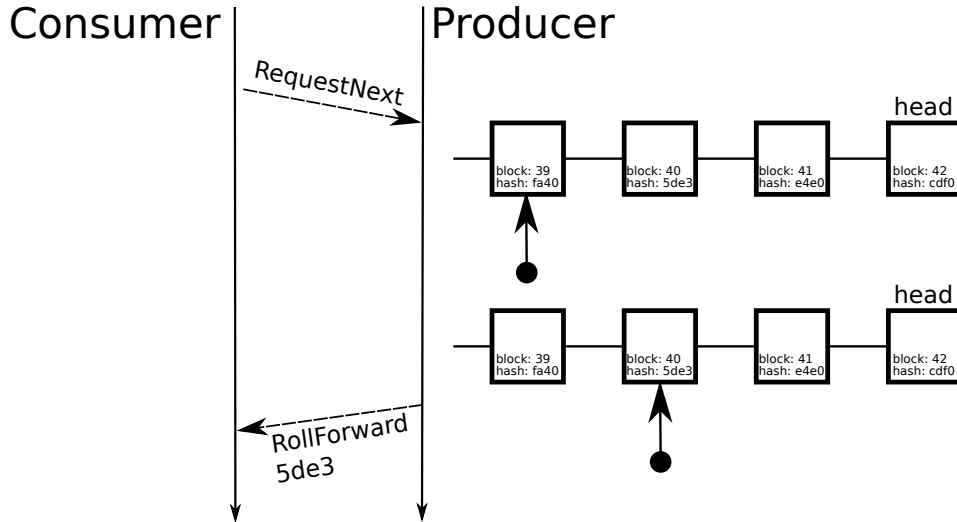 Consumer
Producer
RequestNext
head
block: 39
hash: fa40
block: 40
hash: 5de3
block: 41
hash: e4e0
block: 42
hash: cdf0
head
block: 39
hash: fa40
block: 40
hash: 5de3
block: 41
hash: e4e0
block: 42
hash: cdf0
RollForward
5de3